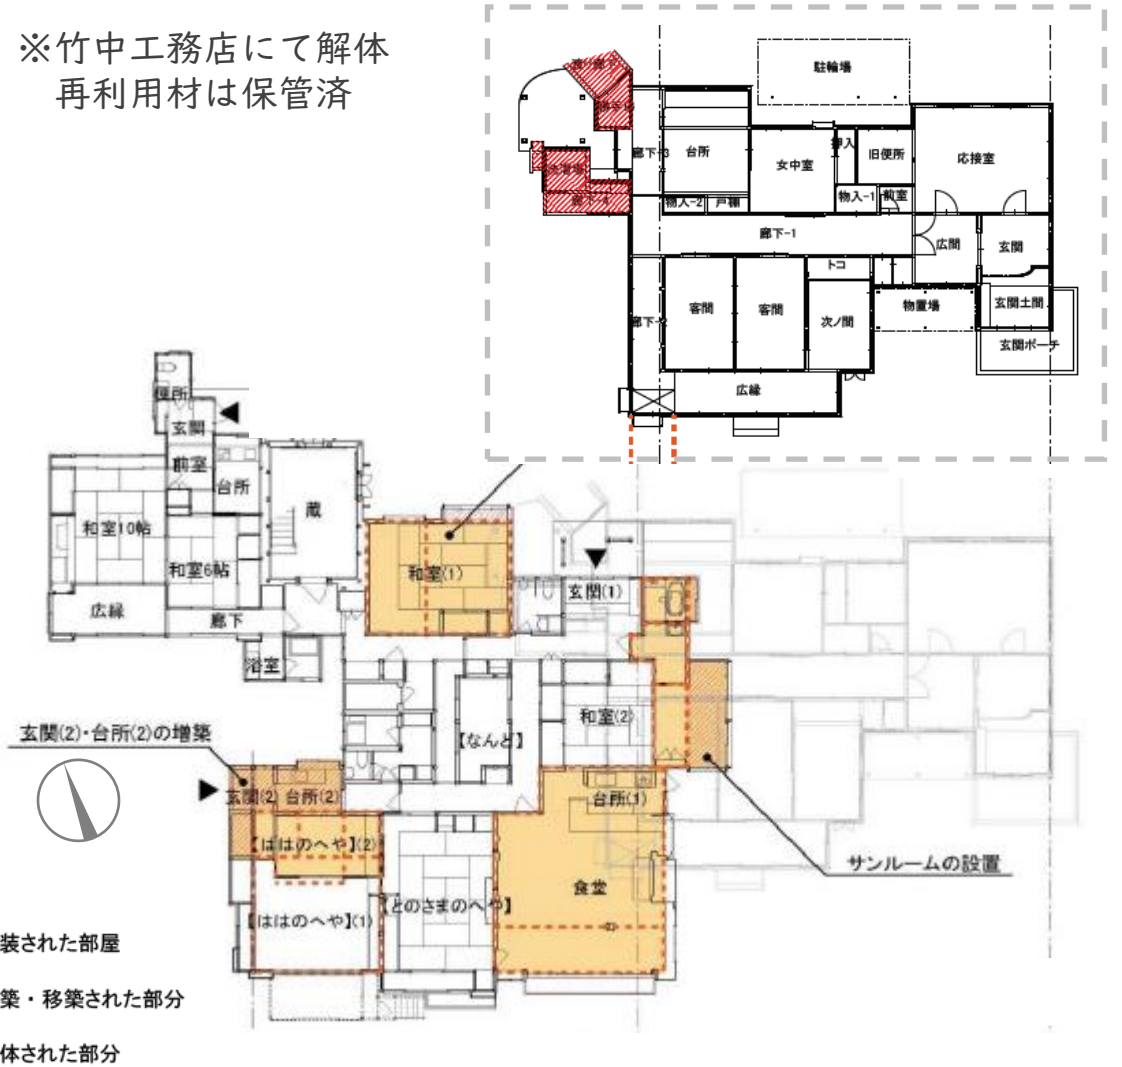 ※竹中工務店にて解体
再利用材は保管済
駐輪場
廊下-3
台所
女中室
押入
旧便所
応接室
物入-2
戸棚
物入-1
前室
洗濯場
廊下-4
廊下-1
広間
玄関
トコ
廊下-2
客間
客間
次ノ間
物置場
玄関土間
玄関ポーチ
広縁
便所
玄関
前室
台所
蔵
和室10帖
和室6帖
広縁
廊下
浴室
和室(1)
玄関(1)
和室(2)
【なんど】
玄関(2)・台所(2)の増築
玄関(2)
台所(2)
台所(1)
【ははのへや】(2)
サンルームの設置
食堂
【とのさまのへや】
【ははのへや】(1)
装された部屋
築・移築された部分
体された部分